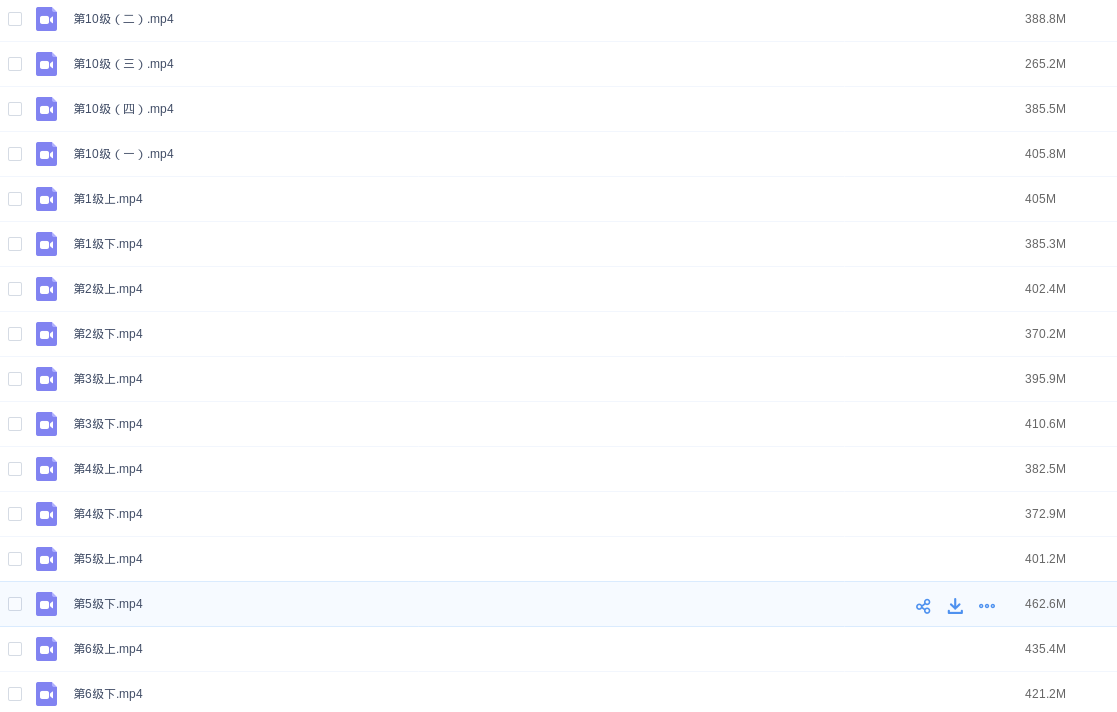 第10级（二）.mp4 388.8M
第10级（三）.mp4 265.2M
第10级（四）.mp4 385.5M
第10级（一）.mp4 405.8M
第1级上.mp4 405M
第1级下.mp4 385.3M
第2级上.mp4 402.4M
第2级下.mp4 370.2M
第3级上.mp4 395.9M
第3级下.mp4 410.6M
第4级上.mp4 382.5M
第4级下.mp4 372.9M
第5级上.mp4 401.2M
第5级下.mp4 462.6M
第6级上.mp4 435.4M
第6级下.mp4 421.2M